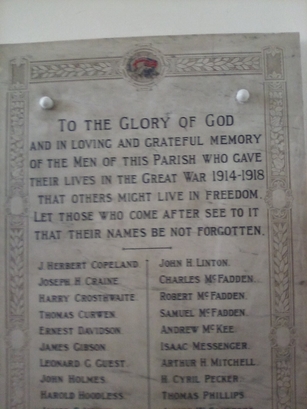 TO THE GLORY OF GOD
AND IN LOVING AND GRATEFUL MEMORY
OF THE MEN OF THIS PARISH WHO GAVE
THEIR LIVES IN THE GREAT WAR 1914-1918
THAT OTHERS MIGHT LIVE IN FREEDOM.
LET THOSE WHO COME AFTER SEE TO IT
THAT THEIR NAMES BE NOT FORGOTTEN.
J. HERBERT COPELAND.
JOSEPH H. CRAINE.
HARRY CROSTHWAITE.
THOMAS CURWEN.
ERNEST DAVIDSON.
JAMES GIBSON.
LEONARD G. GUEST.
JOHN HOLMES.
HAROLD HOODLESS.
JOHN H. LINTON.
CHARLES McFADDEN.
ROBERT McFADDEN.
SAMUEL McFADDEN.
ANDREW McKEE.
ISAAC MESSENGER.
ARTHUR H. MITCHELL.
H. CYRIL PECKER.
THOMAS PHILLIPS.